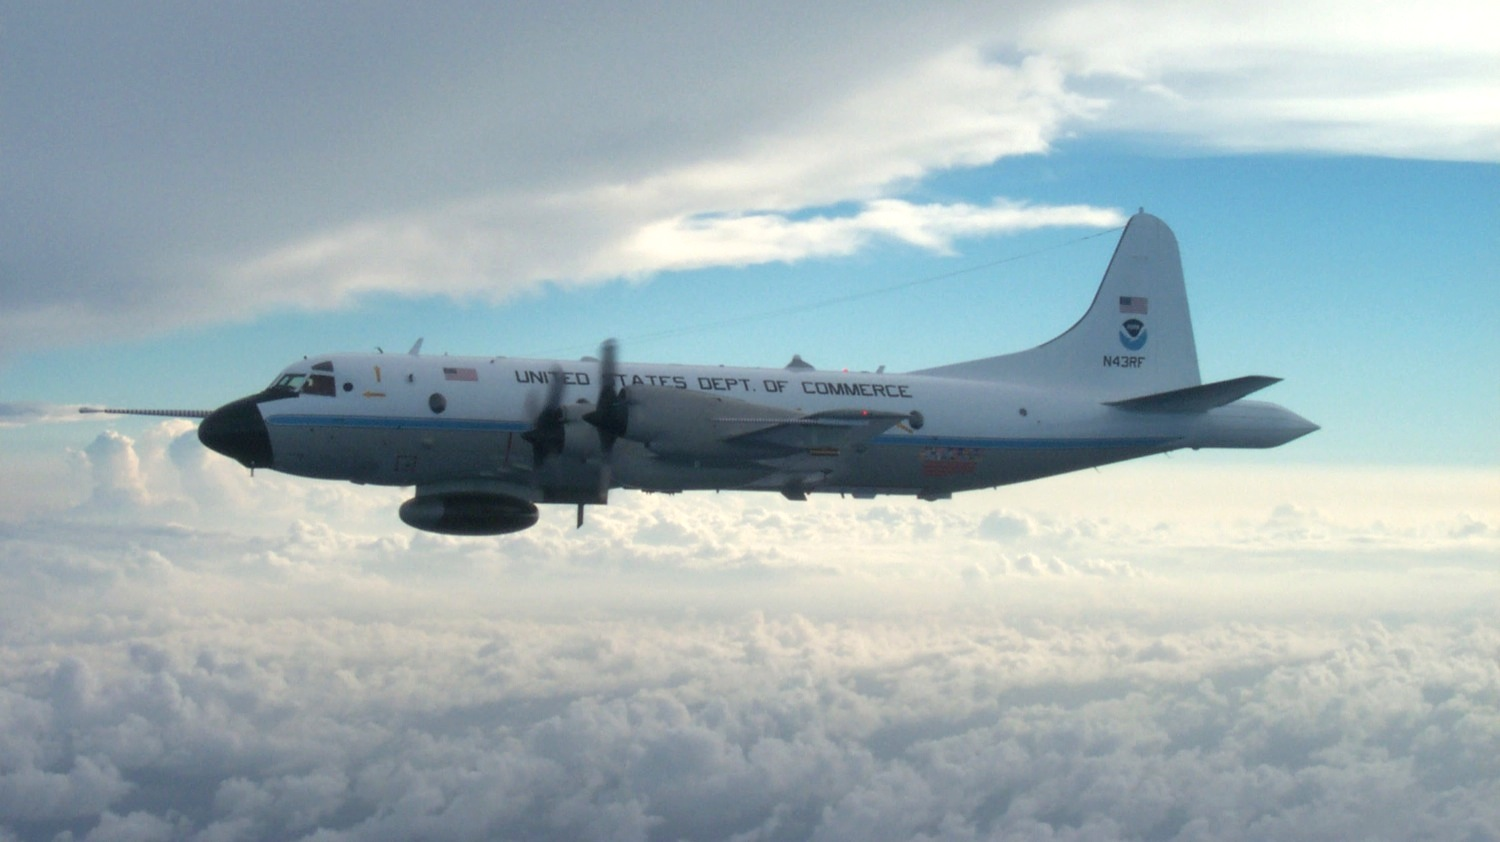 UNITED STATES DEPT. OF COMMERCE
N43RF